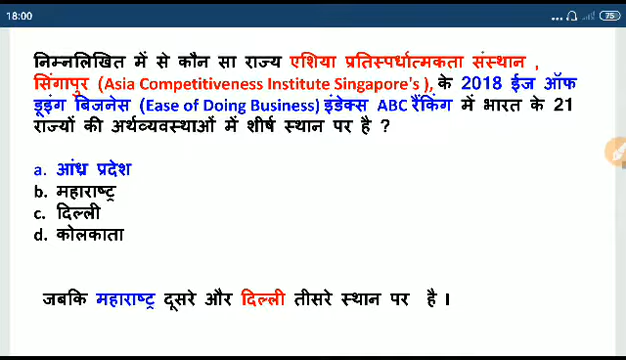 18:00 ... 75
निम्नलिखित में से कौन सा राज्य एशिया प्रतिस्पर्धात्मकता संस्थान ,
सिंगापुर (Asia Competitiveness Institute Singapore's ), के 2018 ईज ऑफ
डूइंग बिजनेस (Ease of Doing Business) इंडेक्स ABC रैंकिंग में भारत के 21
राज्यों की अर्थव्यवस्थाओं में शीर्ष स्थान पर है ?
a. आंध्र प्रदेश
b. महाराष्ट्र
c. दिल्ली
d. कोलकाता
जबकि महाराष्ट्र दूसरे और दिल्ली तीसरे स्थान पर है ।